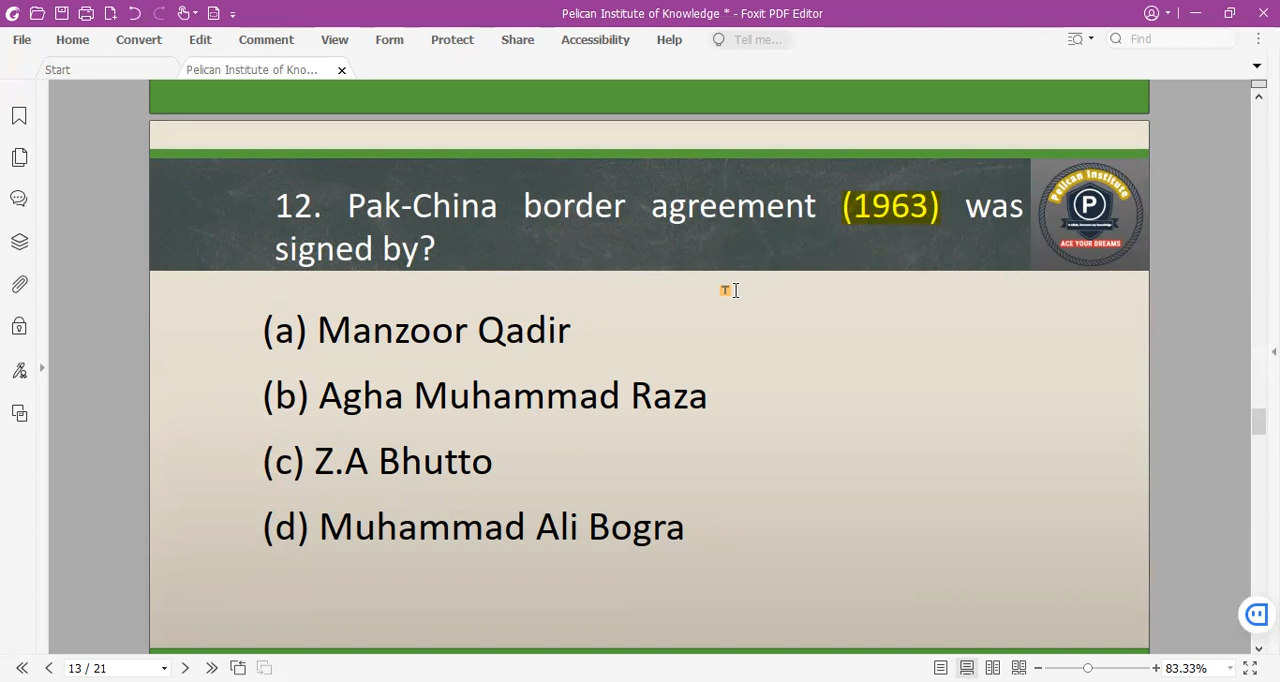 Pelican Institute of Knowledge * - Foxit PDF Editor
File Home Convert Edit Comment View Form Protect Share Accessibility Help Tell me... Find
Start Pelican Institute of Kno...
12. Pak-China border agreement (1963) was
signed by?
Pelican Institute
P
ACE YOUR DREAMS
(a) Manzoor Qadir
(b) Agha Muhammad Raza
(c) Z.A Bhutto
(d) Muhammad Ali Bogra
13 / 21 83.33%